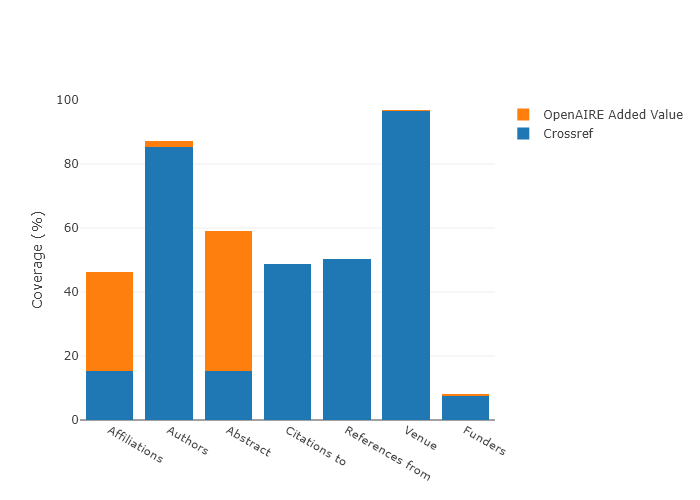 OpenAIRE Added Value
Crossref
Coverage (%)
100
80
60
40
20
0
Affiliations
Authors
Abstract
Citations to
References from
Venue
Funders